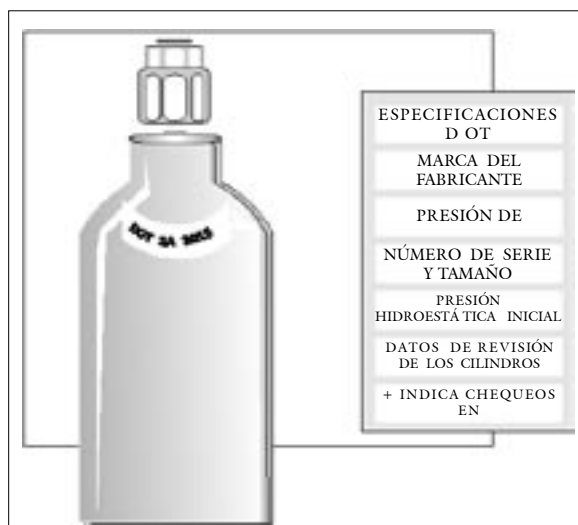 DOT 3A 2015
ESPECIFICACIONES
D OT
MARCA DEL
FABRICANTE
PRESIÓN DE
NÚMERO DE SERIE
Y TAMAÑO
PRESIÓN
HIDROESTÁ TICA INICIAL
DATOS DE REVISIÓN
DE LOS CILINDROS
+ INDICA CHEQUEOS
EN